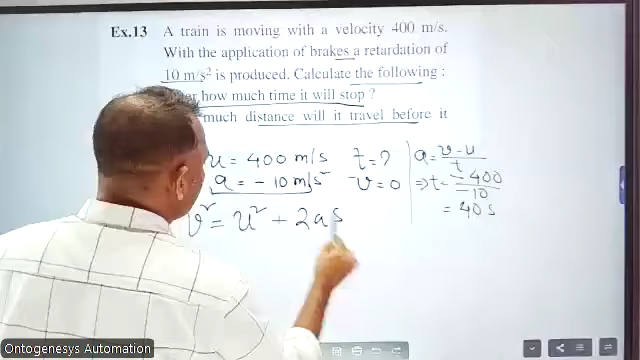 Ex.13 A train is moving with a velocity 400 m/s.
With the application of brakes a retardation of
10 m/s² is produced. Calculate the following :
how much time it will stop ?
much distance will it travel before it
u = 400 m/s t = ? a = v - u / t
a = - 10 m/s² v = 0 ⇒ t = - 400 / - 10
= 40 s
v² = u² + 2as
Ontogenesys Automation